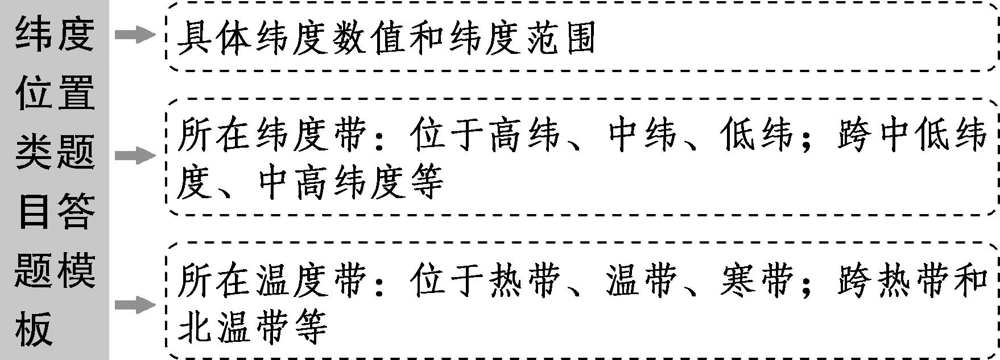 纬度
位置
类题
目答
题模
板
具体纬度数值和纬度范围
所在纬度带：位于高纬、中纬、低纬；跨中低纬
度、中高纬度等
所在温度带：位于热带、温带、寒带；跨热带和
北温带等